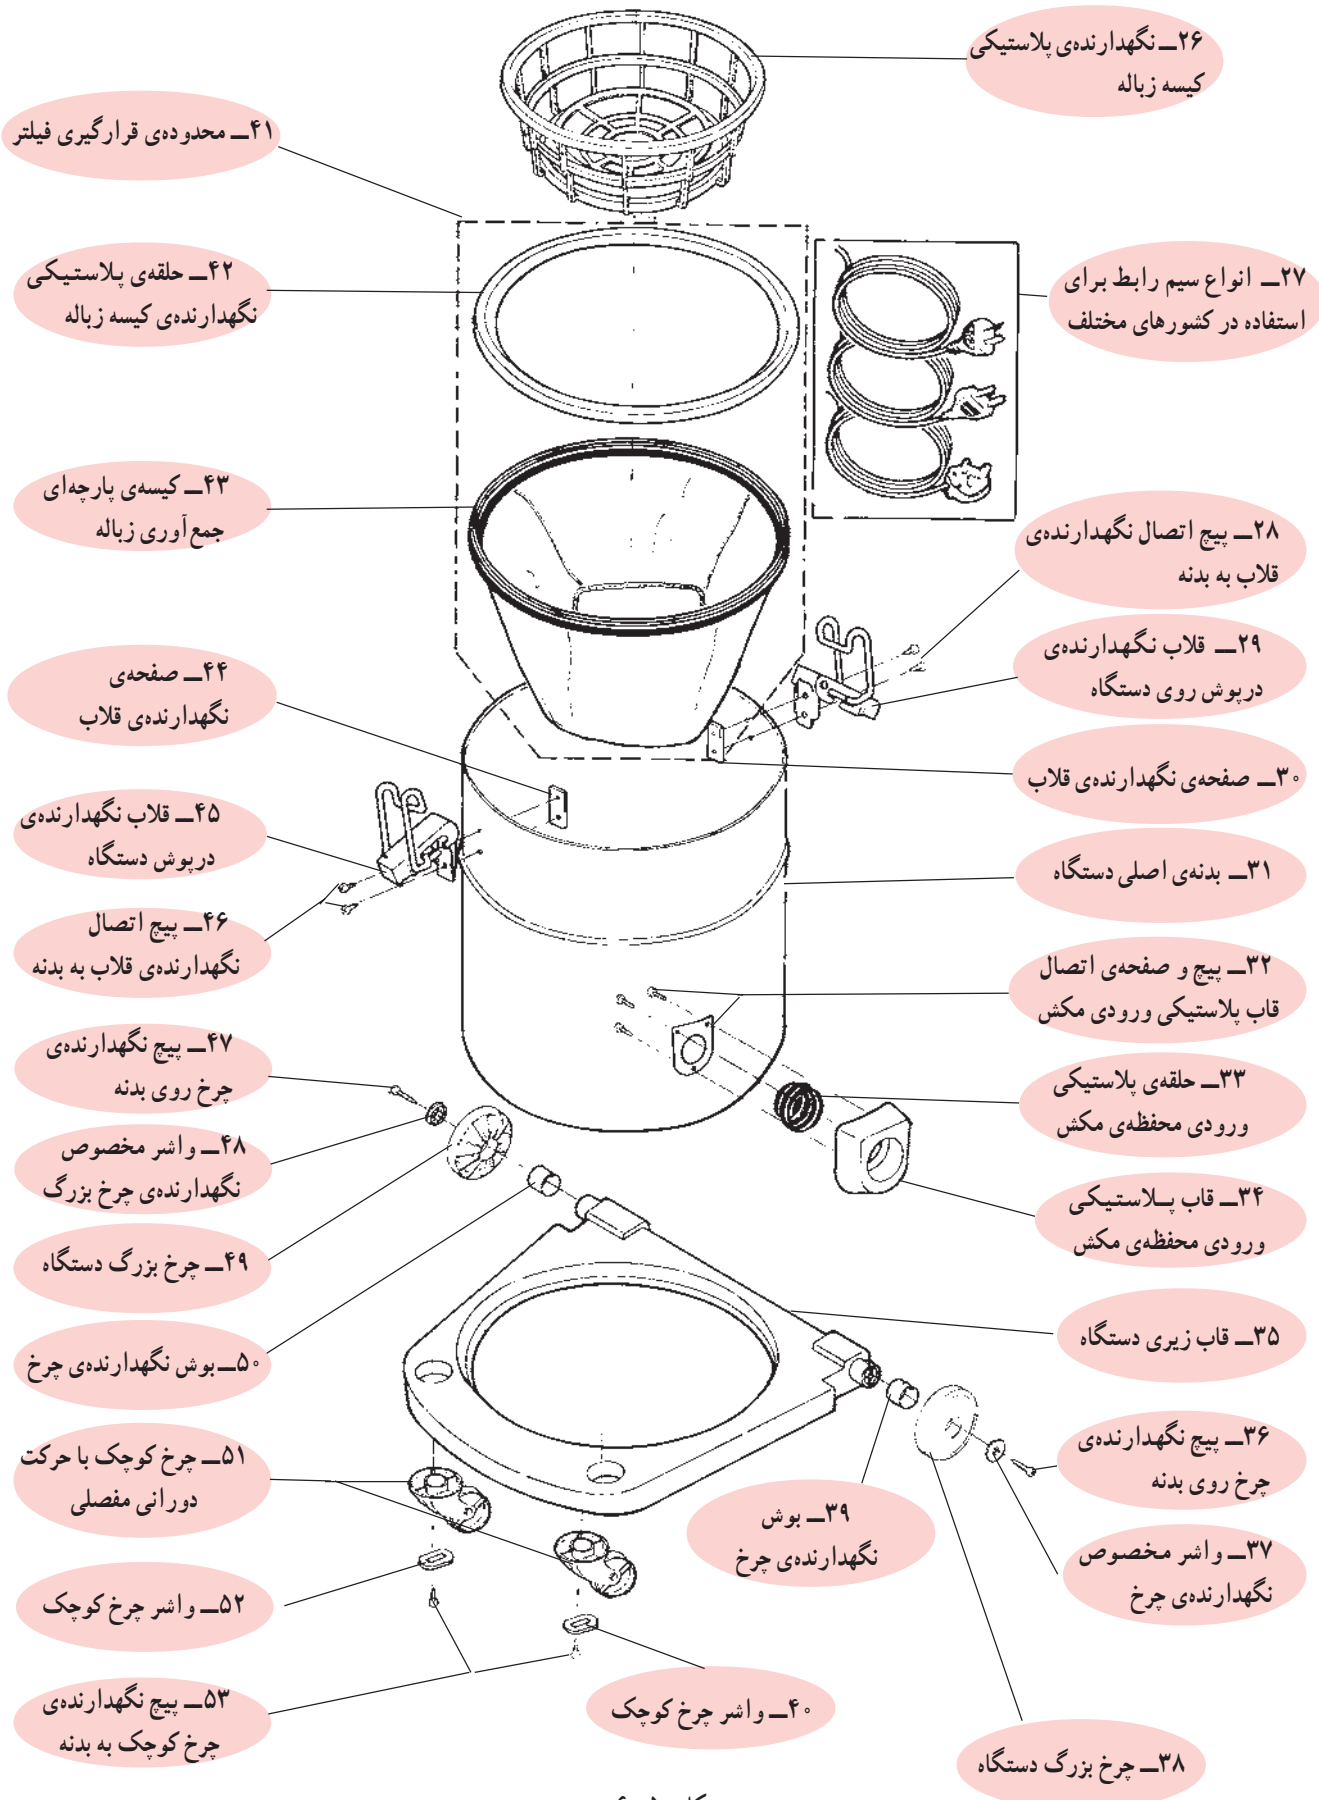 ۲۶ــ نگهدارنده‌ی پلاستیکی
کیسه زباله
۲۷ــ انواع سیم رابط برای
استفاده در کشورهای مختلف
۲۸ــ پیچ اتصال نگهدارنده‌ی
قلاب به بدنه
۲۹ــ قلاب نگهدارنده‌ی
درپوش روی دستگاه
۳۰ــ صفحه‌ی نگهدارنده‌ی قلاب
۳۱ــ بدنه‌ی اصلی دستگاه
۳۲ــ پیچ و صفحه‌ی اتصال
قاب پلاستیکی ورودی مکش
۳۳ــ حلقه‌ی پلاستیکی
ورودی محفظه‌ی مکش
۳۴ــ قاب پـلاستـیکی
ورودی محفظه‌ی مکش
۳۵ــ قاب زیری دستگاه
۳۶ــ پیچ نگهدارنده‌ی
چرخ روی بدنه
۳۷ــ واشر مخصوص
نگهدارنده‌ی چرخ
۳۸ــ چرخ بزرگ دستگاه
۳۹ــ بوش
نگهدارنده‌ی چرخ
۴۰ــ واشر چرخ کوچک
۴۱ــ محدوده‌ی قرارگیری فیلتر
۴۲ــ حلقه‌ی پلاستیکی
نگهدارنده‌ی کیسه زباله
۴۳ــ کیسه‌ی پارچه‌ای
جمع‌آوری زباله
۴۴ــ صفحه‌ی
نگهدارنده‌ی قلاب
۴۵ــ قلاب نگهدارنده‌ی
درپوش دستگاه
۴۶ــ پیچ اتصال
نگهدارنده‌ی قلاب به بدنه
۴۷ــ پیچ نگهدارنده‌ی
چرخ روی بدنه
۴۸ــ واشر مخصوص
نگهدارنده‌ی چرخ بزرگ
۴۹ــ چرخ بزرگ دستگاه
۵۰ــ بوش نگهدارنده‌ی چرخ
۵۱ــ چرخ کوچک با حرکت
دورانی مفصلی
۵۲ــ واشر چرخ کوچک
۵۳ــ پیچ نگهدارنده‌ی
چرخ کوچک به بدنه